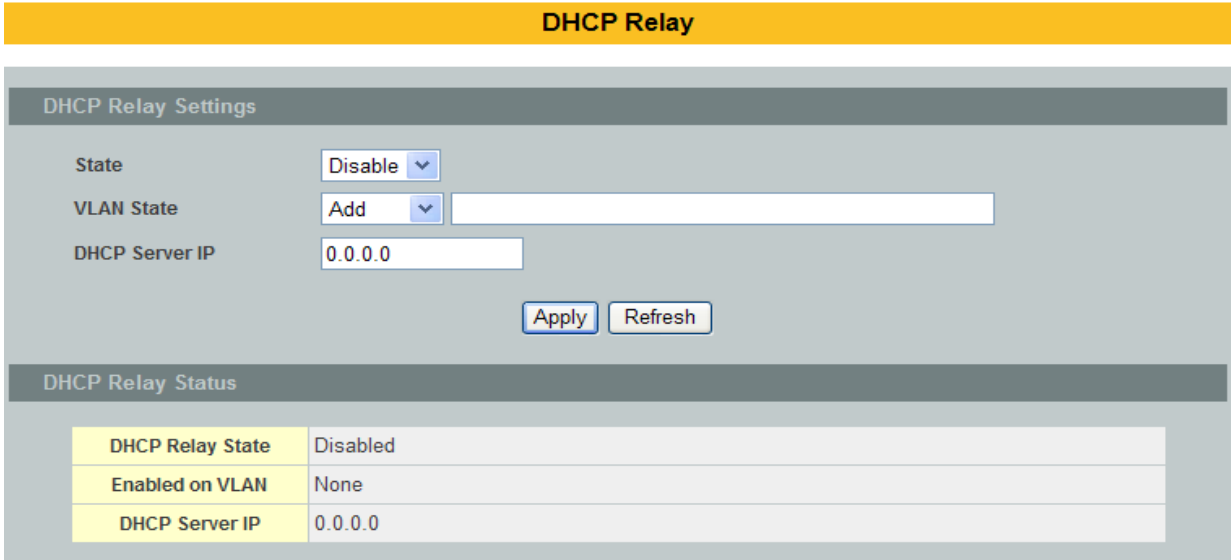 DHCP Relay
DHCP Relay Settings
State Disable
VLAN State Add
DHCP Server IP 0.0.0.0
Apply Refresh
DHCP Relay Status
DHCP Relay State Disabled
Enabled on VLAN None
DHCP Server IP 0.0.0.0